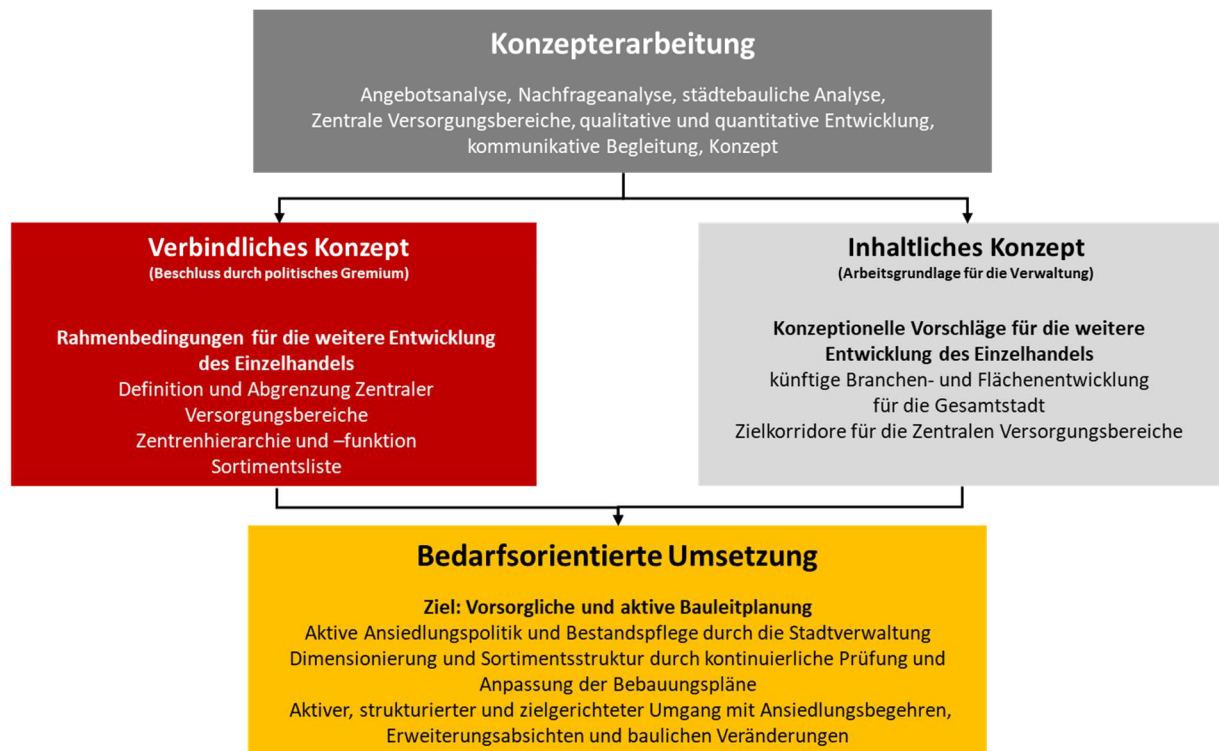 Konzepterarbeitung
Angebotsanalyse, Nachfrageanalyse, städtebauliche Analyse,
Zentrale Versorgungsbereiche, qualitative und quantitative Entwicklung,
kommunikative Begleitung, Konzept
Verbindliches Konzept
(Beschluss durch politisches Gremium)
Rahmenbedingungen für die weitere Entwicklung
des Einzelhandels
Definition und Abgrenzung Zentraler
Versorgungsbereiche
Zentrenhierarchie und –funktion
Sortimentsliste
Inhaltliches Konzept
(Arbeitsgrundlage für die Verwaltung)
Konzeptionelle Vorschläge für die weitere
Entwicklung des Einzelhandels
künftige Branchen- und Flächenentwicklung
für die Gesamtstadt
Zielkorridore für die Zentralen Versorgungsbereiche
Bedarfsorientierte Umsetzung
Ziel: Vorsorgliche und aktive Bauleitplanung
Aktive Ansiedlungspolitik und Bestandspflege durch die Stadtverwaltung
Dimensionierung und Sortimentsstruktur durch kontinuierliche Prüfung und
Anpassung der Bebauungspläne
Aktiver, strukturierter und zielgerichteter Umgang mit Ansiedlungsbegehren,
Erweiterungsabsichten und baulichen Veränderungen